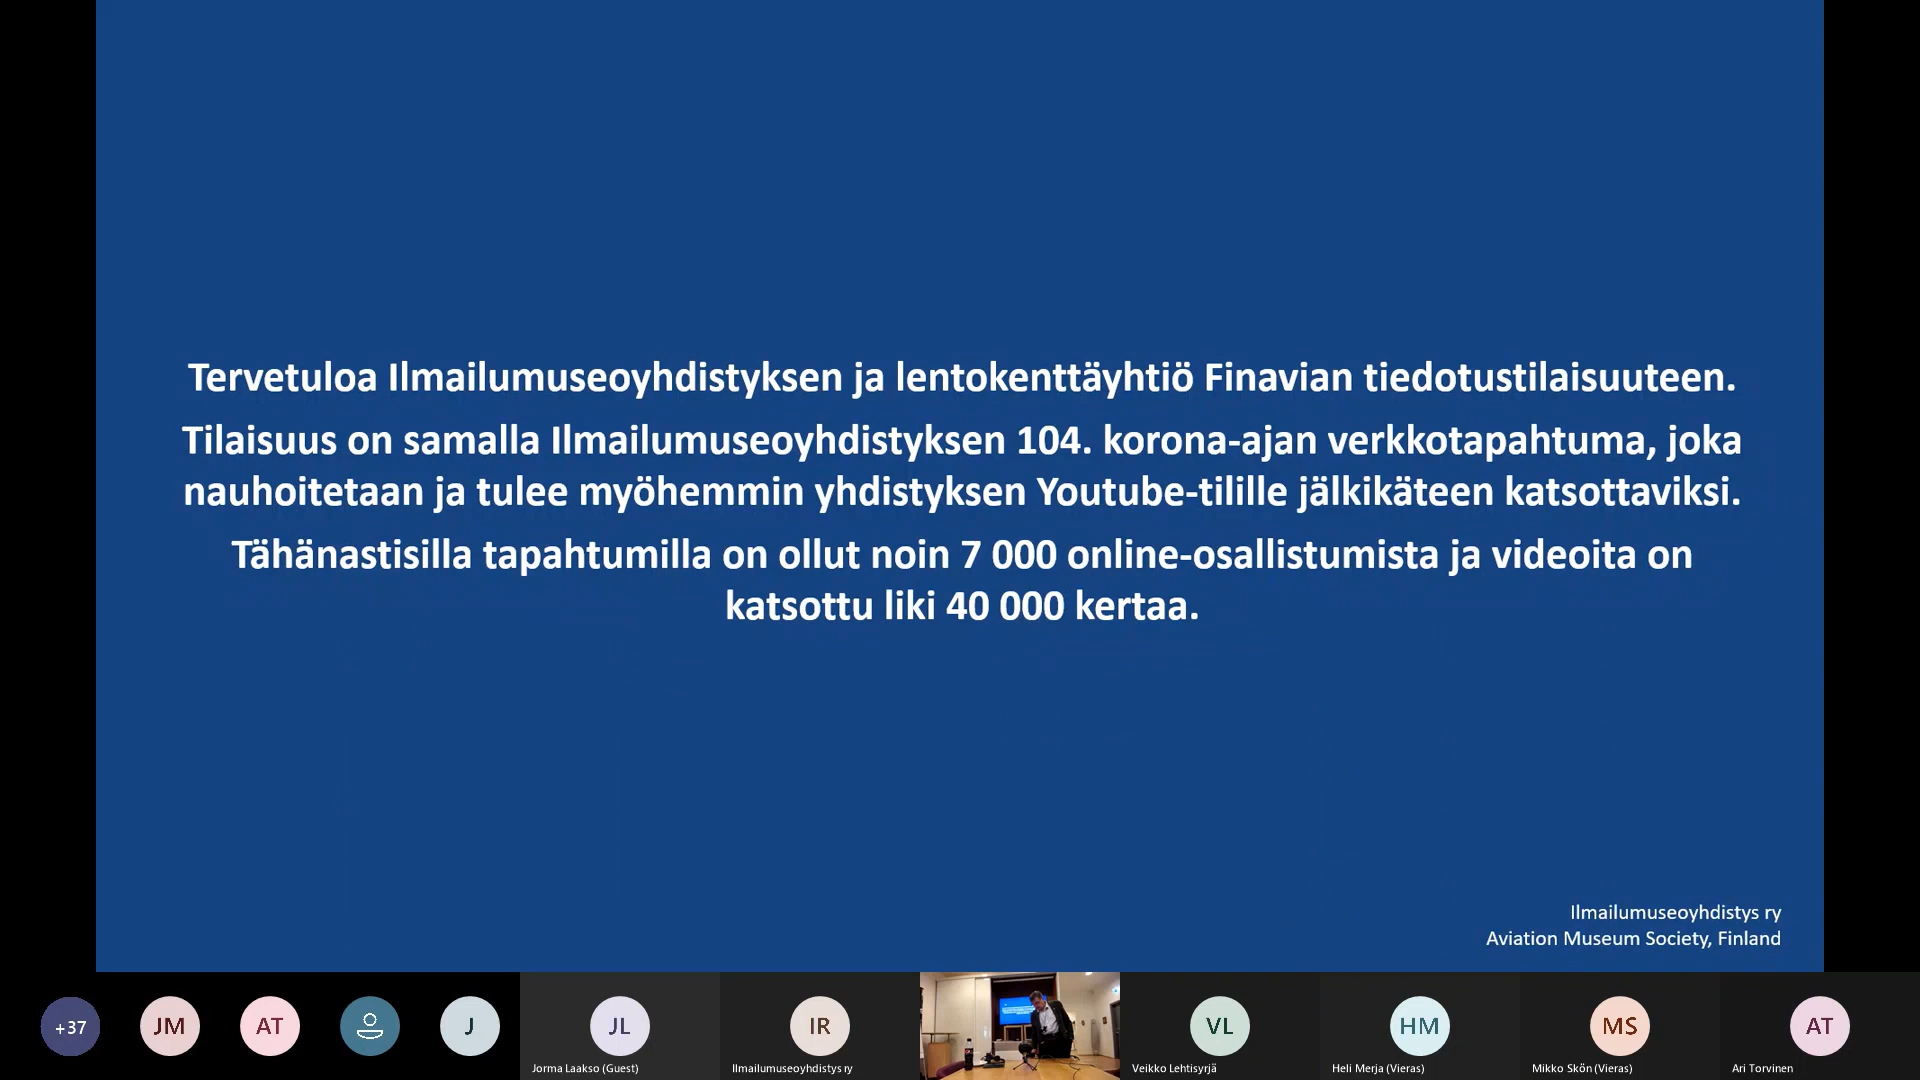 Tervetuloa Ilmailumuseoyhdistyksen ja lentokenttäyhtiö Finavian tiedotustilaisuuteen.
Tilaisuus on samalla Ilmailumuseoyhdistyksen 104. korona-ajan verkkotapahtuma, joka
nauhoitetaan ja tulee myöhemmin yhdistyksen Youtube-tilille jälkikäteen katsottaviksi.
Tähänastisilla tapahtumilla on ollut noin 7 000 online-osallistumista ja videoita on
katsottu liki 40 000 kertaa.
Ilmailumuseoyhdistys ry
Aviation Museum Society, Finland
+37
JM
AT
J
JL
Jorma Laakso (Guest)
IR
Ilmailumuseoyhdistys ry
VL
Veikko Lehtisyrjä
HM
Heli Merja (Vieras)
MS
Mikko Skön (Vieras)
AT
Ari Torvinen